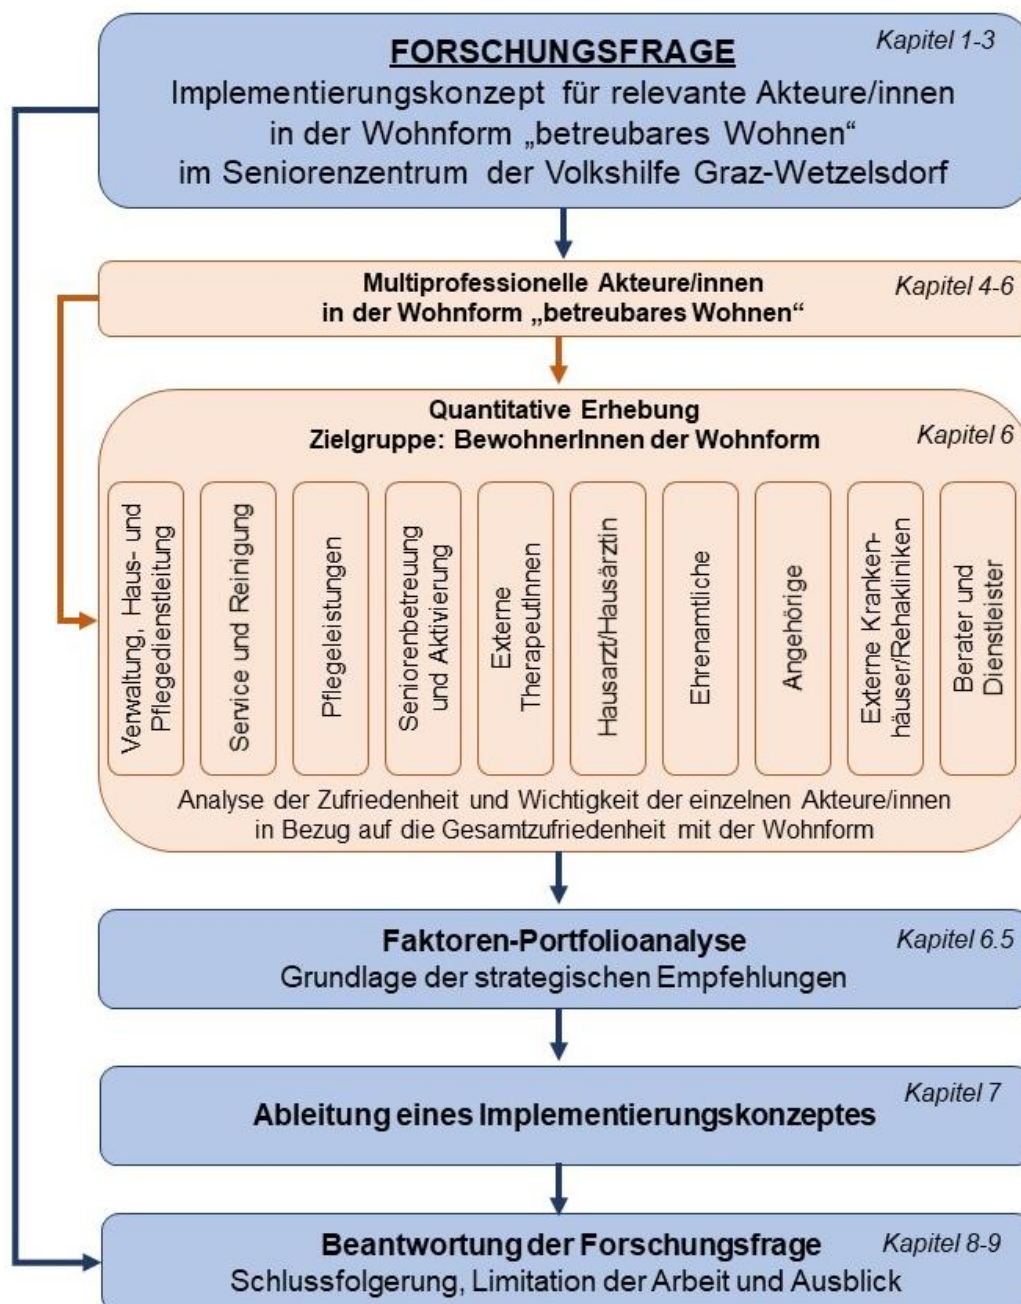 FORSCHUNGSFRAGE
Kapitel 1-3
Implementierungskonzept für relevante Akteure/innen
in der Wohnform „betreubares Wohnen“
im Seniorenzentrum der Volkshilfe Graz-Wetzelsdorf
Multiprofessionelle Akteure/innen
Kapitel 4-6
in der Wohnform „betreubares Wohnen“
Quantitative Erhebung
Zielgruppe: BewohnerInnen der Wohnform
Kapitel 6
Verwaltung, Haus- und
Pflegedienstleitung
Service und Reinigung
Pflegeleistungen
Seniorenbetreuung
und Aktivierung
Externe
TherapeutInnen
Hausarzt/Hausärztin
Ehrenamtliche
Angehörige
Externe Kranken-
häuser/Rehakliniken
Berater und
Dienstleister
Analyse der Zufriedenheit und Wichtigkeit der einzelnen Akteure/innen
in Bezug auf die Gesamtzufriedenheit mit der Wohnform
Faktoren-Portfolioanalyse
Kapitel 6.5
Grundlage der strategischen Empfehlungen
Ableitung eines Implementierungskonzeptes
Kapitel 7
Beantwortung der Forschungsfrage
Kapitel 8-9
Schlussfolgerung, Limitation der Arbeit und Ausblick